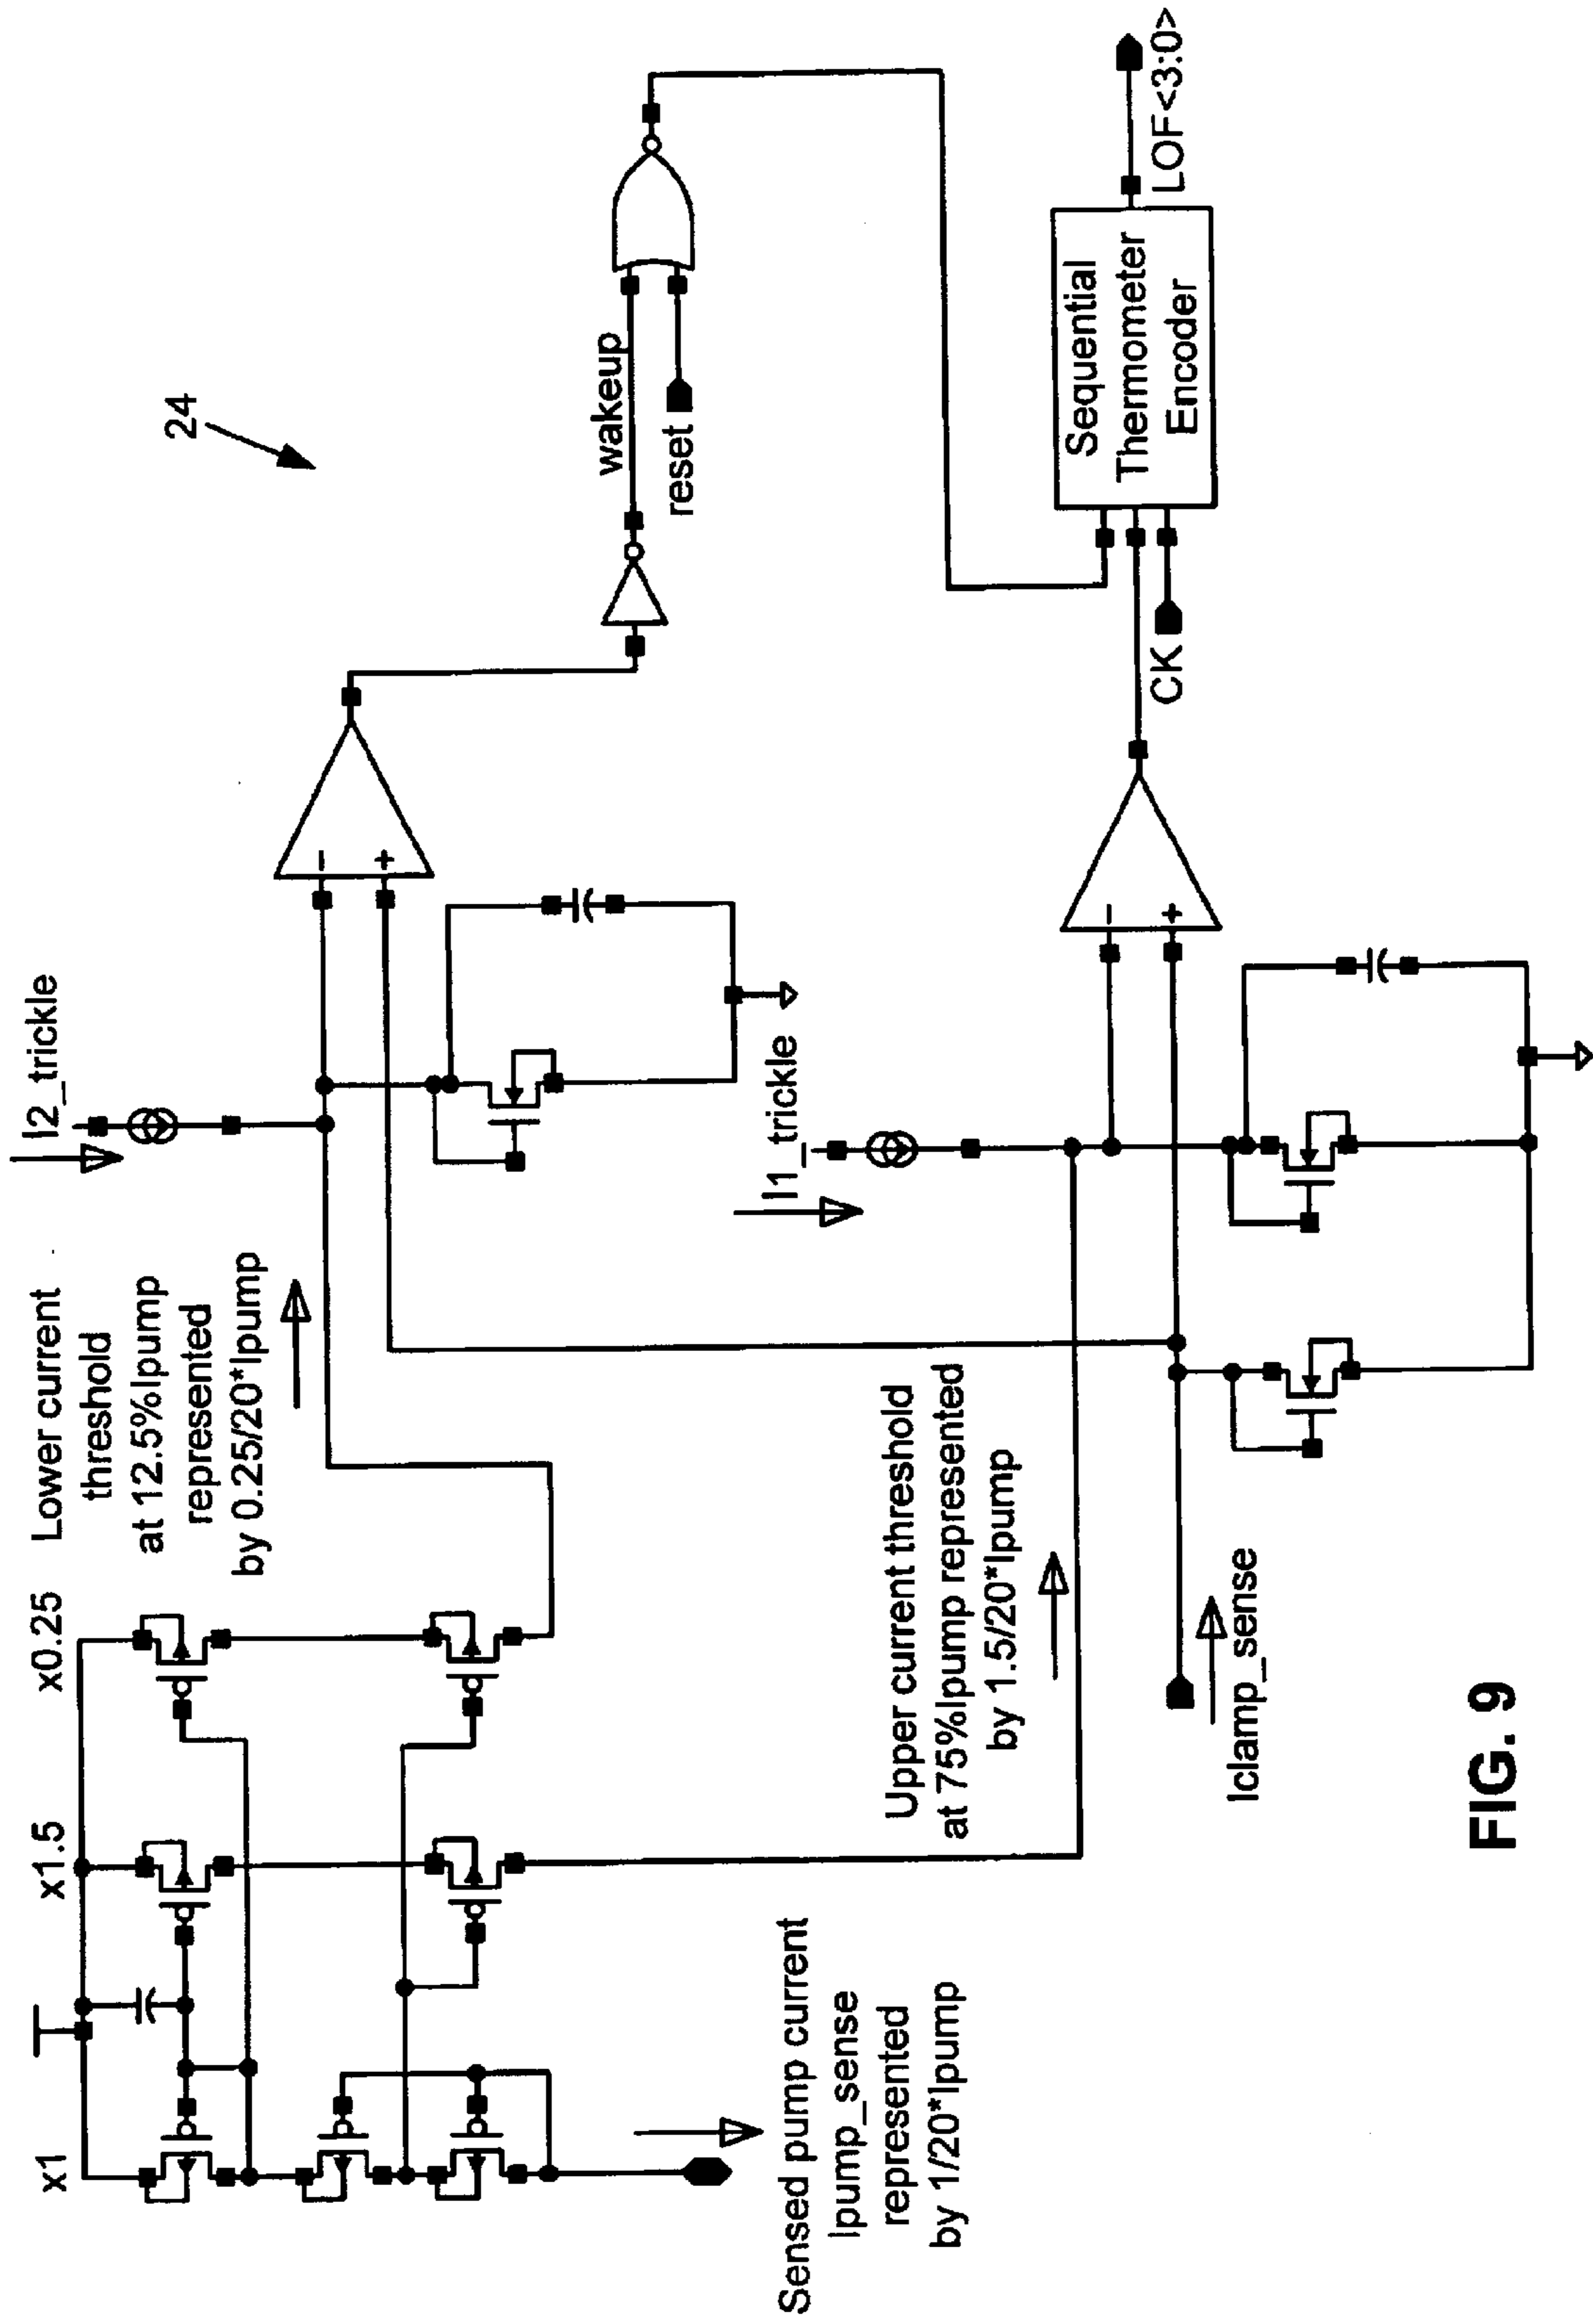 24
x1
x1.5
x0.25
Lower current
threshold
at 12.5%Ipump
represented
by 0.25/20*Ipump
I2_trickle
-
+
wakeup
reset
Sensed pump current
Ipump_sense
represented
by 1/20*Ipump
Upper current threshold
at 75%Ipump represented
by 1.5/20*Ipump
I1_trickle
-
+
Iclamp_sense
CK
Sequential
Thermometer
Encoder
LOF<3:0>
FIG. 9